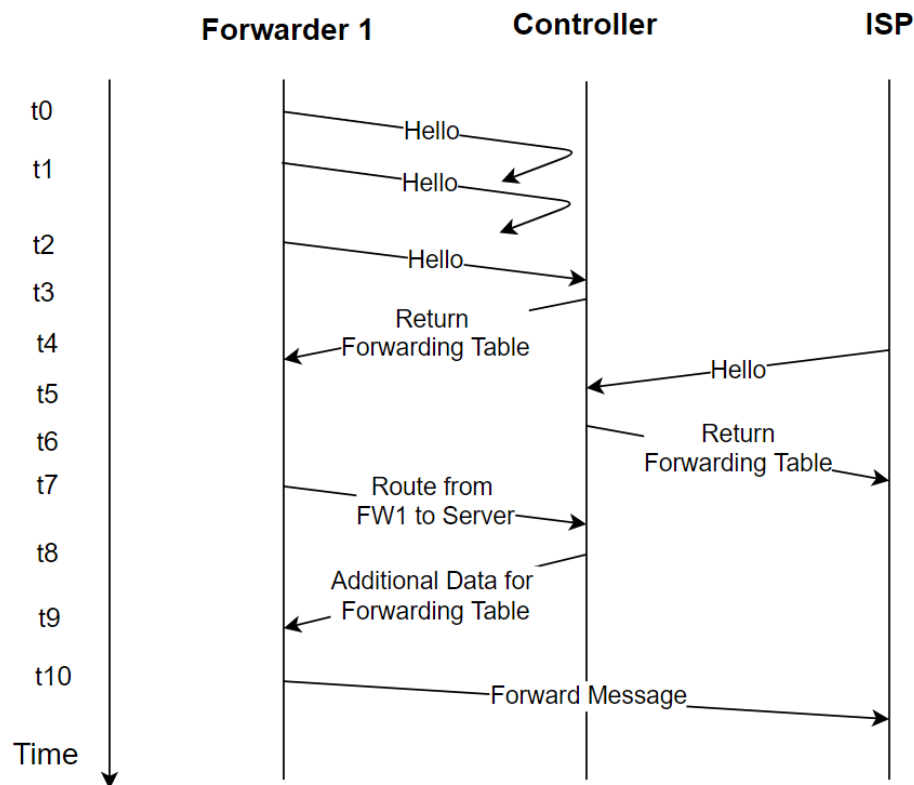 Forwarder 1
Controller
ISP
t0
Hello
t1
Hello
t2
Hello
t3
Return
Forwarding Table
t4
Hello
t5
t6
Return
Forwarding Table
t7
Route from
FW1 to Server
t8
Additional Data for
Forwarding Table
t9
t10
Forward Message
Time